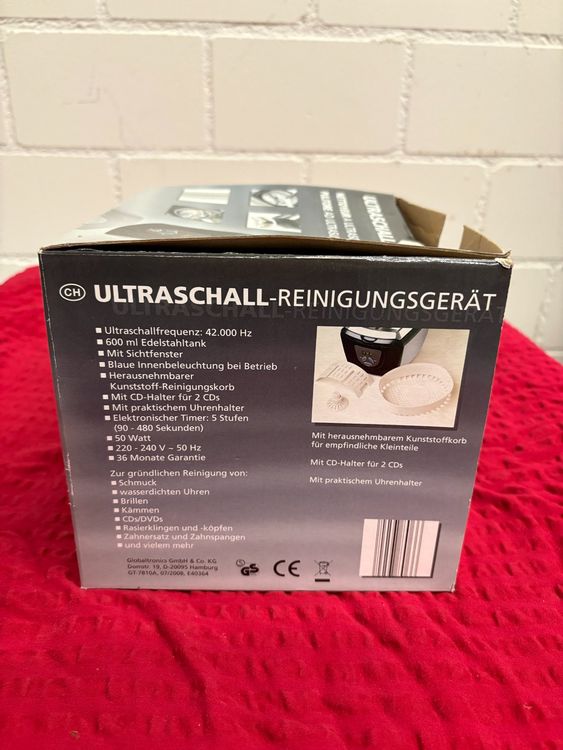 CH ULTRASCHALL-REINIGUNGSGERÄT
■ Ultraschallfrequenz: 42.000 Hz
■ 600 ml Edelstahltank
■ Mit Sichtfenster
■ Blaue Innenbeleuchtung bei Betrieb
■ Herausnehmbarer
Kunststoff-Reinigungskorb
■ Mit CD-Halter für 2 CDs
■ Mit praktischem Uhrenhalter
■ Elektronischer Timer: 5 Stufen
(90 - 480 Sekunden)
■ 50 Watt
■ 220 - 240 V ~ 50 Hz
■ 36 Monate Garantie
Zur gründlichen Reinigung von:
■ Schmuck
■ wasserdichten Uhren
■ Brillen
■ Kämmen
■ CDs/DVDs
■ Rasierklingen und -köpfen
■ Zahnersatz und Zahnspangen
■ und vielem mehr
Globaltronics GmbH & Co. KG
Domstr. 19, D-20095 Hamburg
GT-7810A, 07/2008, E40364
GS CE
Mit herausnehmbarem Kunststoffkorb
für empfindliche Kleinteile
Mit CD-Halter für 2 CDs
Mit praktischem Uhrenhalter